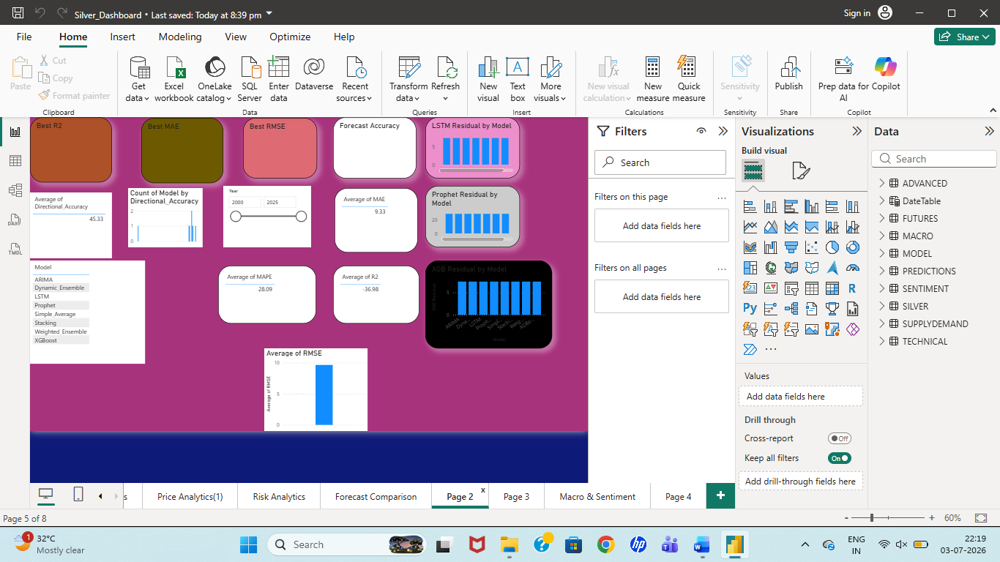 Silver_Dashboard • Last saved: Today at 8:39 pm
Sign in
File Home Insert Modeling View Optimize Help
Share
Paste
Cut
Copy
Format painter
Clipboard
Get data
Excel workbook
OneLake catalog
SQL Server
Enter data
Dataverse
Recent sources
Data
Transform data
Refresh
Queries
New visual
Text box
More visuals
Insert
New visual calculation
New measure
Quick measure
Calculations
Sensitivity
Sensitivity
Publish
Share
Prep data for AI
Copilot
Copilot
Best R2
Best MAE
Best RMSE
Forecast Accuracy
LSTM Residual by Model
5
0
Average of
Directional_Accuracy
45.33
Count of Model by
Directional_Accuracy
2
1
0
Year
2000
2025
Average of MAE
9.33
Prophet Residual by
Model
20
0
Model
ARIMA
Dynamic_Ensemble
LSTM
Prophet
Simple_Average
Stacking
Weighted_Ensemble
XGBoost
Average of MAPE
28.09
Average of R2
-36.98
XGB Residual by Model
XGB Residual
5
0
ARIMA
Dyna...
LSTM
Proph...
Simpl...
Stacki...
Weig...
XGBo...
Model
Average of RMSE
Average of RMSE
10
5
0
Filters
Search
Filters on this page
...
Add data fields here
Filters on all pages
...
Add data fields here
Visualizations
Build visual
123
R
Py
...
Values
Add data fields here
Drill through
Cross-report
Off
Keep all filters
On
Add drill-through fields here
Data
Search
ADVANCED
DateTable
FUTURES
MACRO
MODEL
PREDICTIONS
SENTIMENT
SILVER
SUPPLYDEMAND
TECHNICAL
s
Price Analytics(1)
Risk Analytics
Forecast Comparison
Page 2
x
Page 3
Macro & Sentiment
Page 4
+
Page 5 of 8
- + 60%
1
32°C
Mostly clear
Search
ENG
IN
22:19
03-07-2026